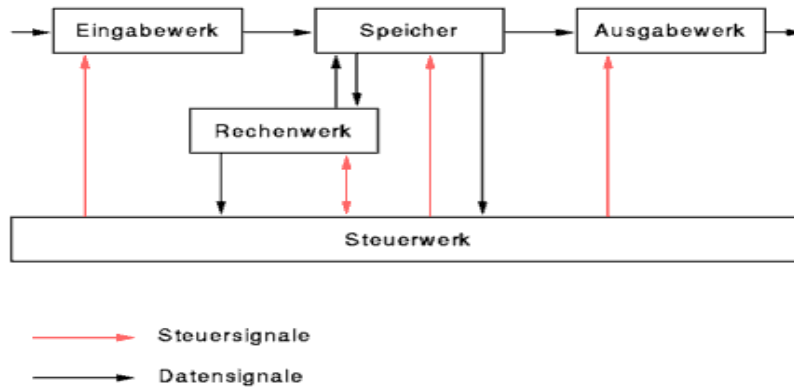 Eingabewerk
Speicher
Ausgabewerk
Rechenwerk
Steuerwerk
Steuersignale
Datensignale